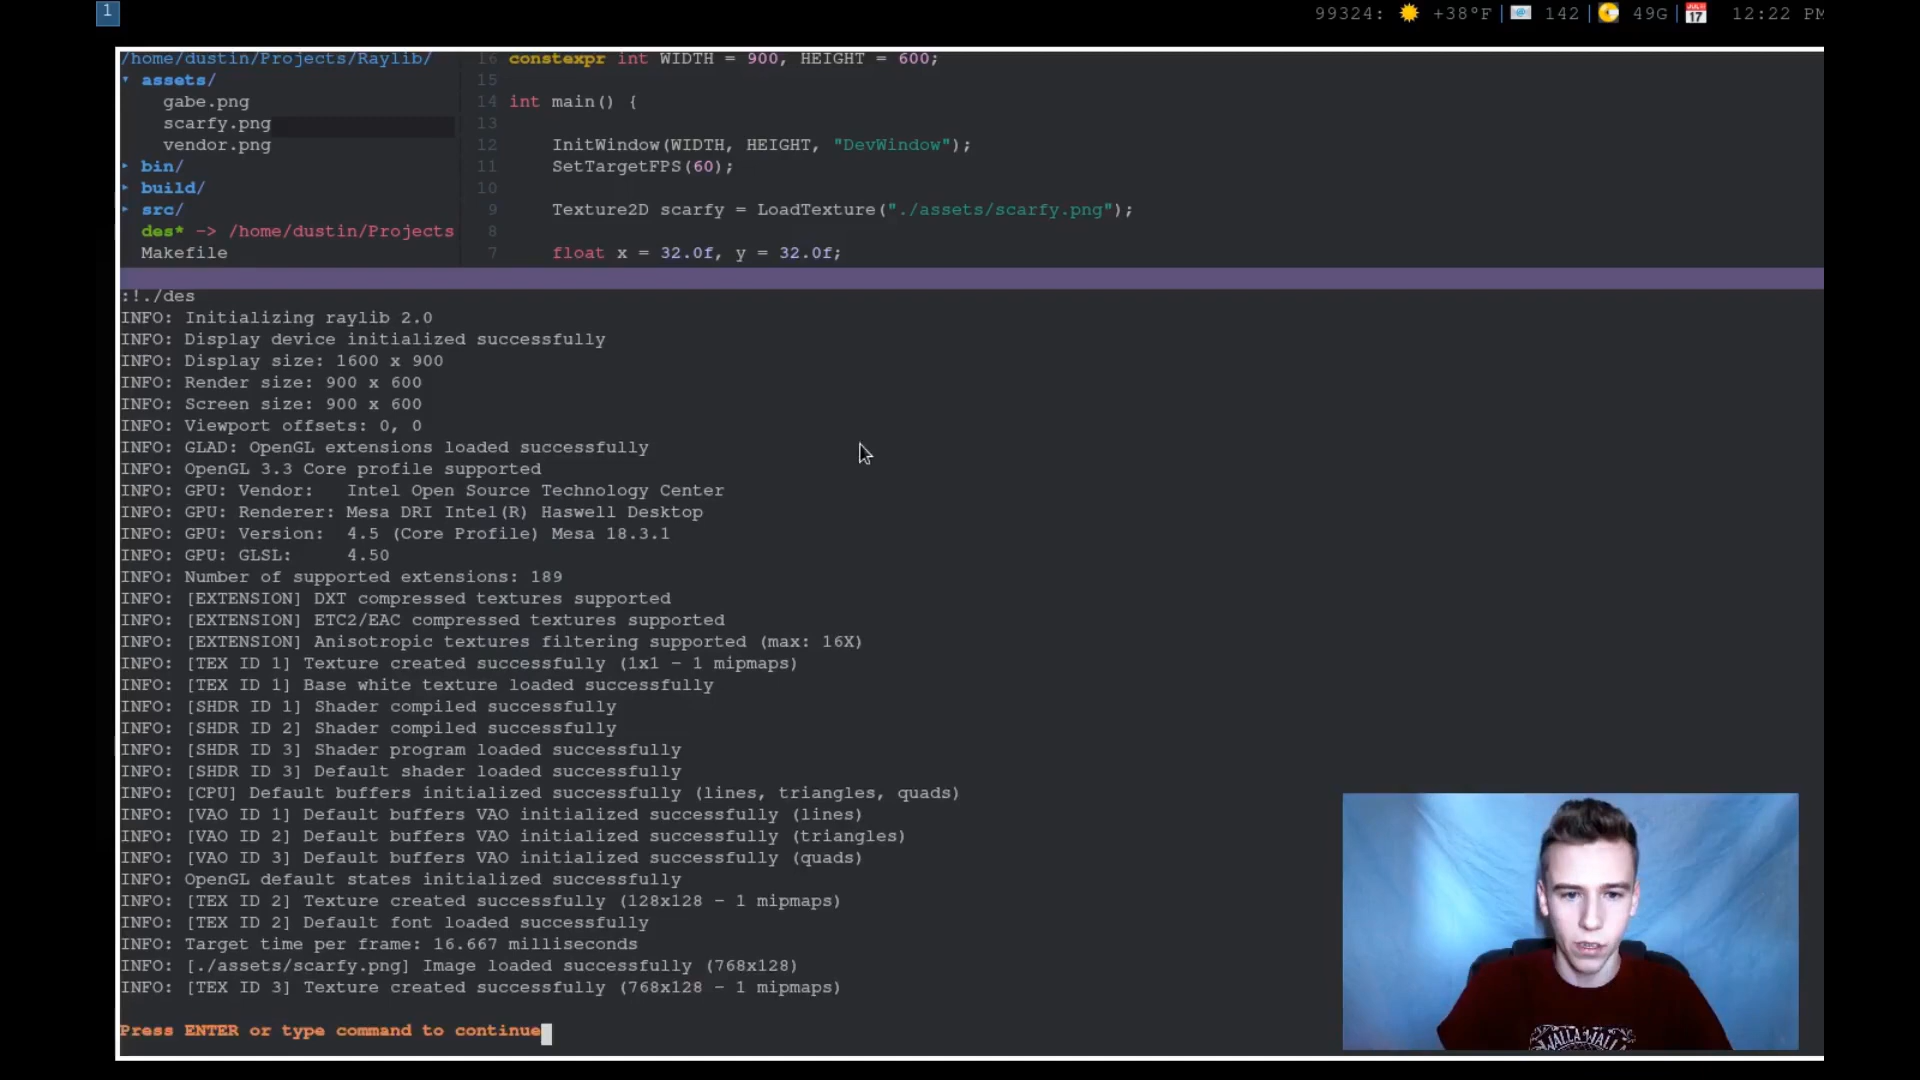 1
99324: +38°F 142 49G 12:22 PM
/home/dustin/Projects/Raylib/
▾ assets/
gabe.png
scarfy.png
vendor.png
▸ bin/
▸ build/
▸ src/
des* -> /home/dustin/Projects
Makefile
16 constexpr int WIDTH = 900, HEIGHT = 600;
15
14 int main() {
13
12 InitWindow(WIDTH, HEIGHT, "DevWindow");
11 SetTargetFPS(60);
10
9 Texture2D scarfy = LoadTexture("./assets/scarfy.png");
8
7 float x = 32.0f, y = 32.0f;
:!./des
INFO: Initializing raylib 2.0
INFO: Display device initialized successfully
INFO: Display size: 1600 x 900
INFO: Render size: 900 x 600
INFO: Screen size: 900 x 600
INFO: Viewport offsets: 0, 0
INFO: GLAD: OpenGL extensions loaded successfully
INFO: OpenGL 3.3 Core profile supported
INFO: GPU: Vendor:   Intel Open Source Technology Center
INFO: GPU: Renderer: Mesa DRI Intel(R) Haswell Desktop
INFO: GPU: Version:  4.5 (Core Profile) Mesa 18.3.1
INFO: GPU: GLSL:     4.50
INFO: Number of supported extensions: 189
INFO: [EXTENSION] DXT compressed textures supported
INFO: [EXTENSION] ETC2/EAC compressed textures supported
INFO: [EXTENSION] Anisotropic textures filtering supported (max: 16X)
INFO: [TEX ID 1] Texture created successfully (1x1 - 1 mipmaps)
INFO: [TEX ID 1] Base white texture loaded successfully
INFO: [SHDR ID 1] Shader compiled successfully
INFO: [SHDR ID 2] Shader compiled successfully
INFO: [SHDR ID 3] Shader program loaded successfully
INFO: [SHDR ID 3] Default shader loaded successfully
INFO: [CPU] Default buffers initialized successfully (lines, triangles, quads)
INFO: [VAO ID 1] Default buffers VAO initialized successfully (lines)
INFO: [VAO ID 2] Default buffers VAO initialized successfully (triangles)
INFO: [VAO ID 3] Default buffers VAO initialized successfully (quads)
INFO: OpenGL default states initialized successfully
INFO: [TEX ID 2] Texture created successfully (128x128 - 1 mipmaps)
INFO: [TEX ID 2] Default font loaded successfully
INFO: Target time per frame: 16.667 milliseconds
INFO: [./assets/scarfy.png] Image loaded successfully (768x128)
INFO: [TEX ID 3] Texture created successfully (768x128 - 1 mipmaps)
Press ENTER or type command to continue
WALLA WALLA